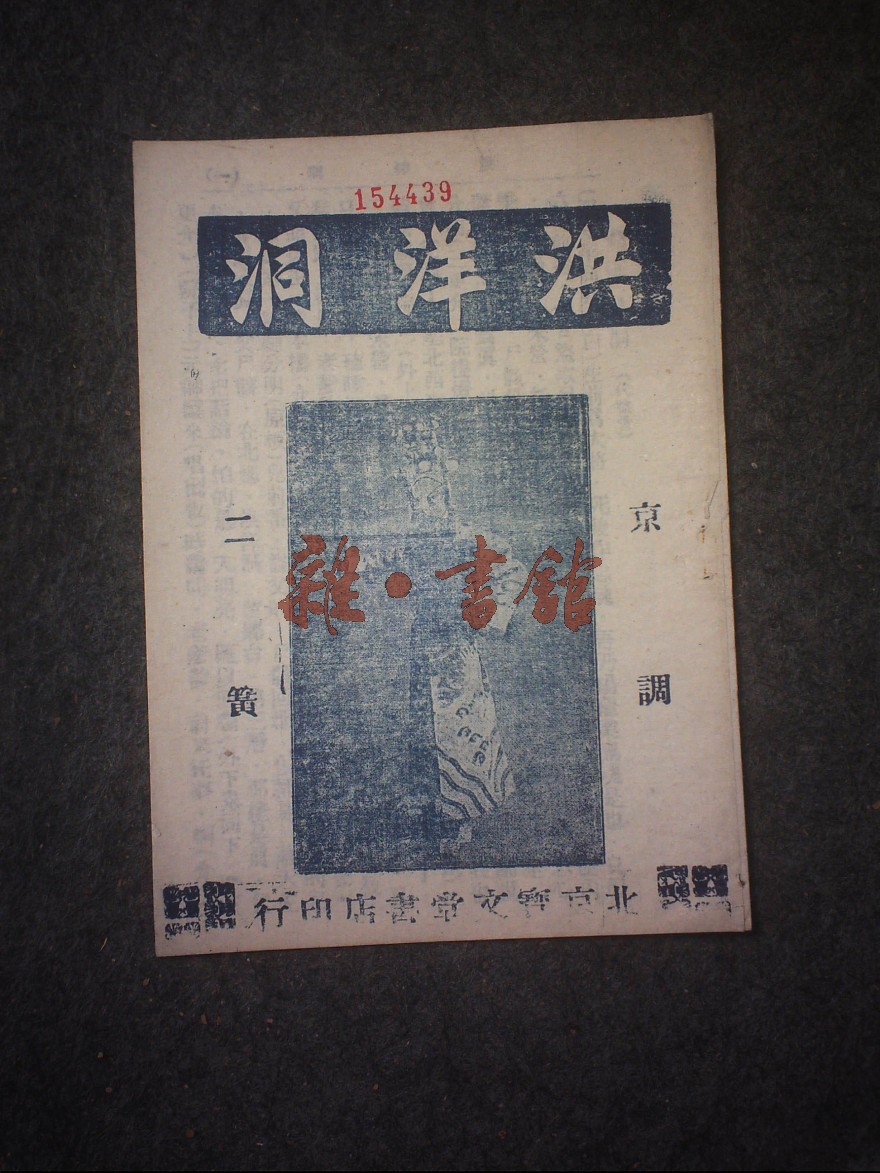 154439
洪洋洞
京調
二簧
雜·書館
北京寶文堂書店印行